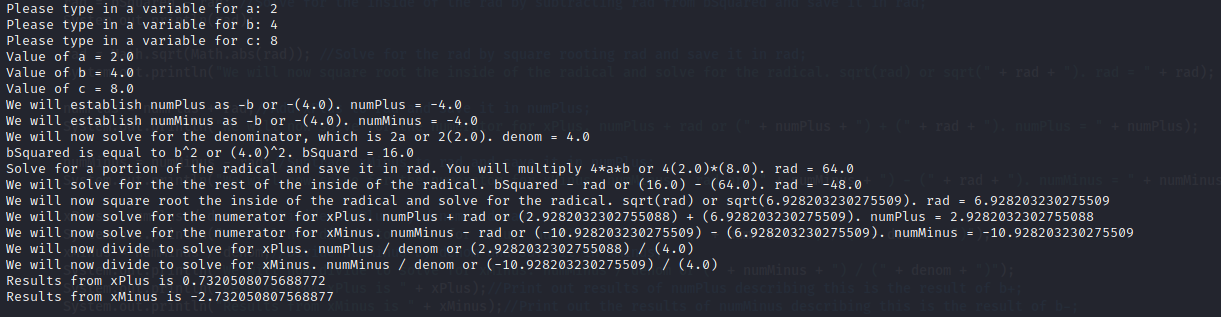 Please type in a variable for a: 2
Please type in a variable for b: 4
Please type in a variable for c: 8
Value of a = 2.0
Value of b = 4.0
Value of c = 8.0
We will establish numPlus as -b or -(4.0). numPlus = -4.0
We will establish numMinus as -b or -(4.0). numMinus = -4.0
We will now solve for the denominator, which is 2a or 2(2.0). denom = 4.0
bSquared is equal to b^2 or (4.0)^2. bSquard = 16.0
Solve for a portion of the radical and save it in rad. You will multiply 4*a*b or 4(2.0)*(8.0). rad = 64.0
We will solve for the the rest of the inside of the radical. bSquared - rad or (16.0) - (64.0). rad = -48.0
We will now square root the inside of the radical and solve for the radical. sqrt(rad) or sqrt(6.928203230275509). rad = 6.928203230275509
We will now solve for the numerator for xPlus. numPlus + rad or (2.9282032302755088) + (6.928203230275509). numPlus = 2.9282032302755088
We will now solve for the numerator for xMinus. numMinus - rad or (-10.928203230275509) - (6.928203230275509). numMinus = -10.928203230275509
We will now divide to solve for xPlus. numPlus / denom or (2.9282032302755088) / (4.0)
We will now divide to solve for xMinus. numMinus / denom or (-10.928203230275509) / (4.0)
Results from xPlus is 0.7320508075688772
Results from xMinus is -2.732050807568877